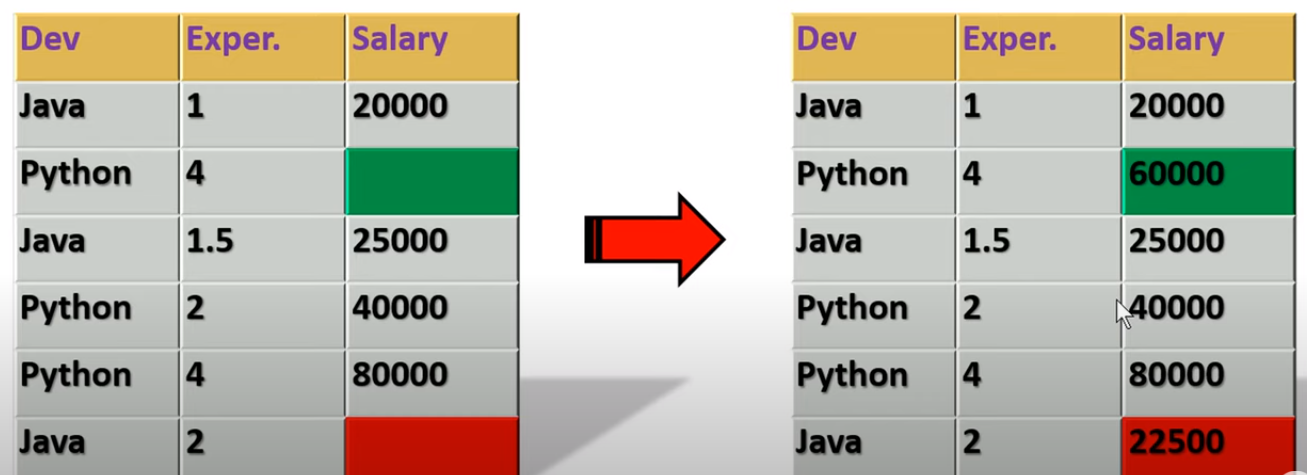 Dev Exper. Salary
Java 1 20000
Python 4
Java 1.5 25000
Python 2 40000
Python 4 80000
Java 2
Dev Exper. Salary
Java 1 20000
Python 4 60000
Java 1.5 25000
Python 2 40000
Python 4 80000
Java 2 22500